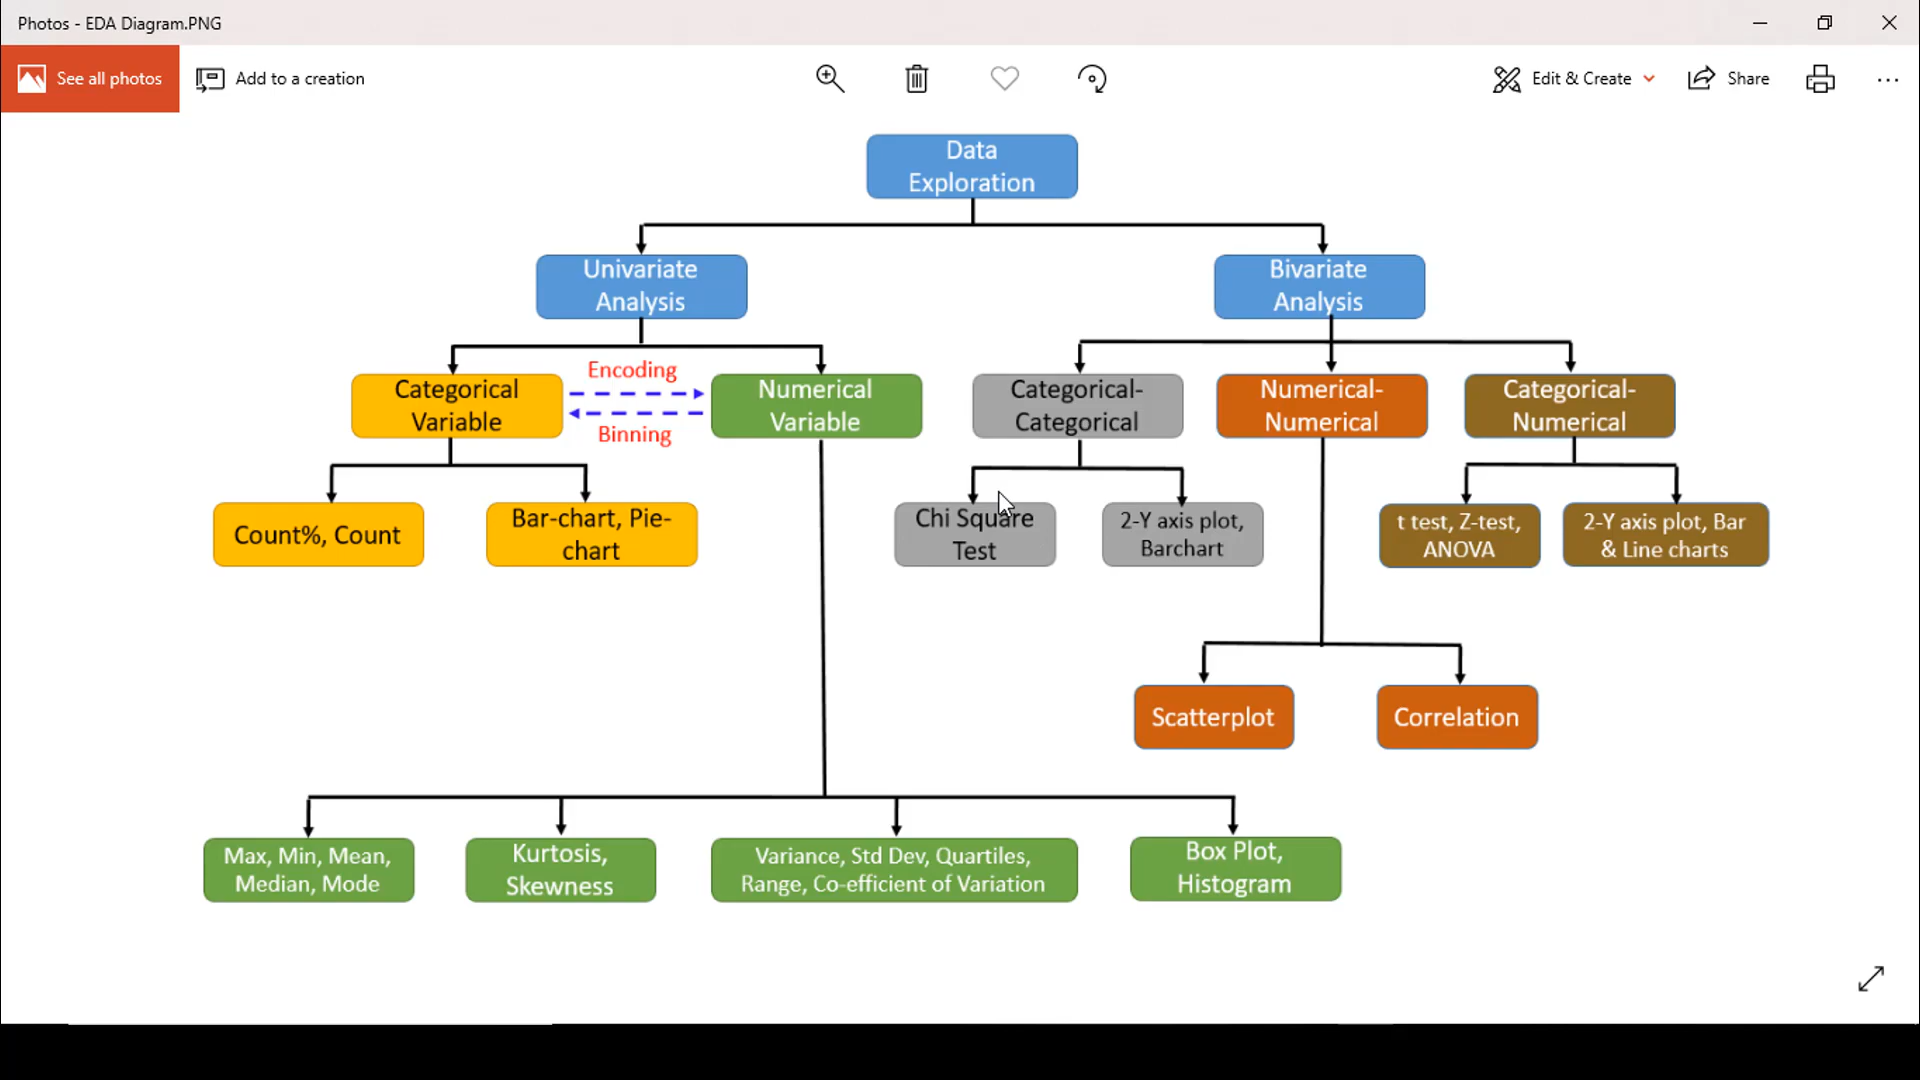 Photos - EDA Diagram.PNG
See all photos
Add to a creation
Edit & Create
Share
Data
Exploration
Univariate
Analysis
Bivariate
Analysis
Categorical
Variable
Encoding
Binning
Numerical
Variable
Categorical-
Categorical
Numerical-
Numerical
Categorical-
Numerical
Count%, Count
Bar-chart, Pie-
chart
Chi Square
Test
2-Y axis plot,
Barchart
t test, Z-test,
ANOVA
2-Y axis plot, Bar
& Line charts
Scatterplot
Correlation
Max, Min, Mean,
Median, Mode
Kurtosis,
Skewness
Variance, Std Dev, Quartiles,
Range, Co-efficient of Variation
Box Plot,
Histogram